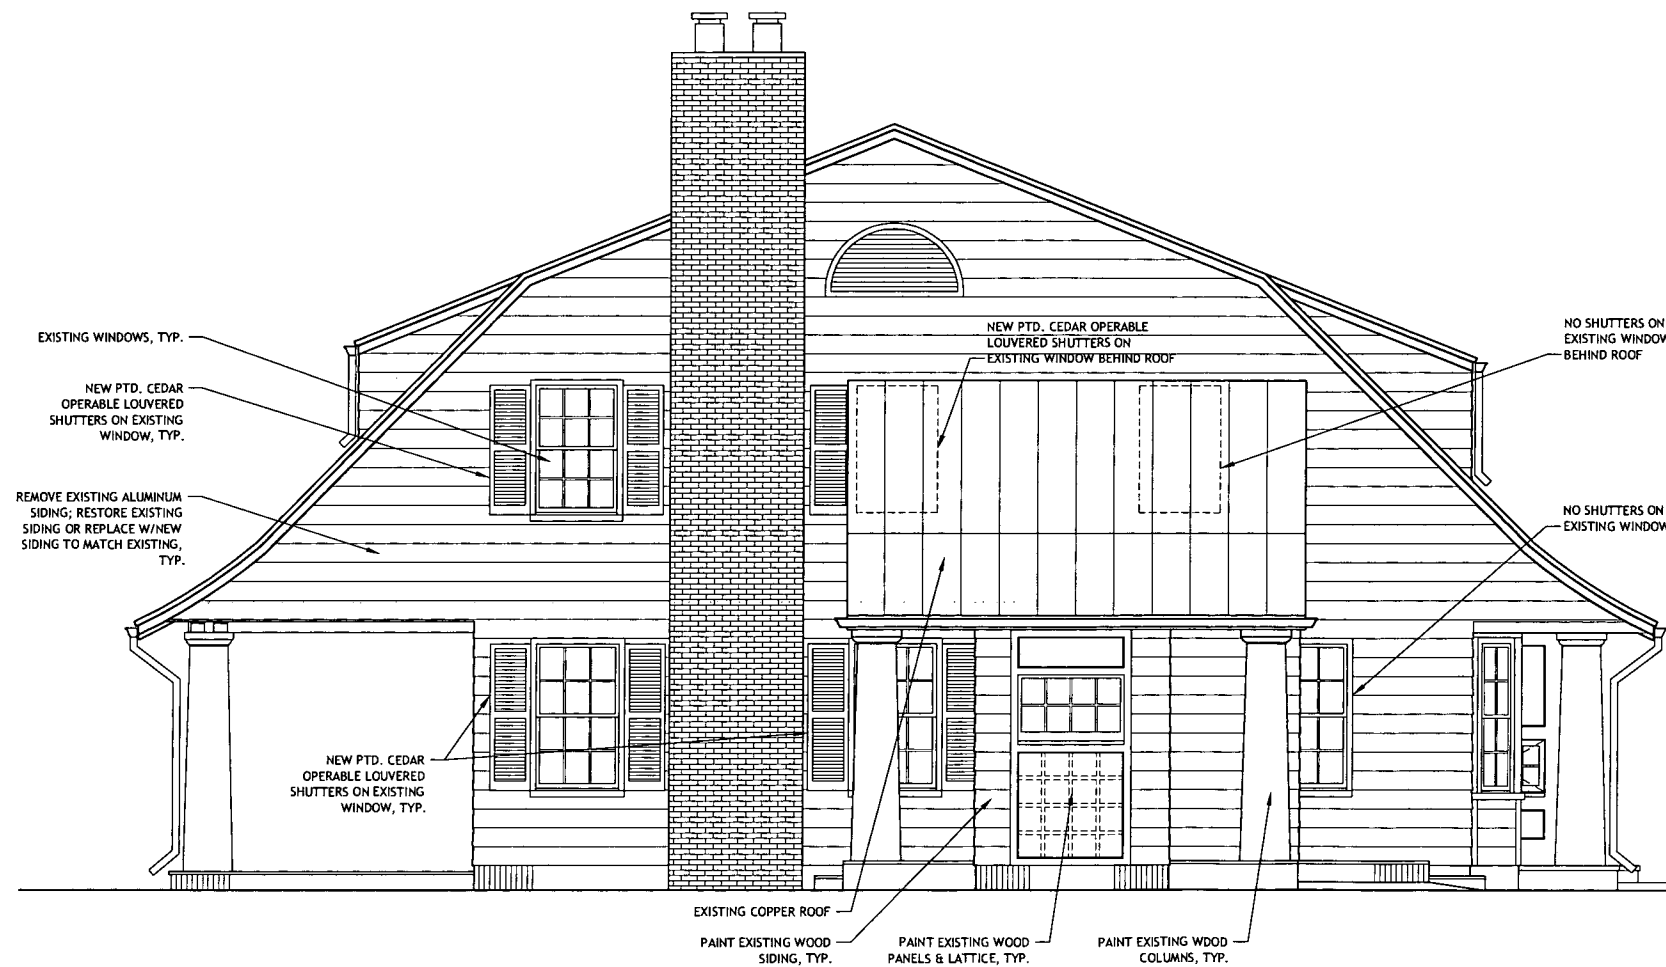 EXISTING WINDOWS, TYP.
NEW PTD. CEDAR
OPERABLE LOUVERED
SHUTTERS ON EXISTING
WINDOW, TYP.
REMOVE EXISTING ALUMINUM
SIDING; RESTORE EXISTING
SIDING OR REPLACE W/NEW
SIDING TO MATCH EXISTING,
TYP.
NEW PTD. CEDAR OPERABLE
LOUVERED SHUTTERS ON
EXISTING WINDOW BEHIND ROOF
NO SHUTTERS ON
EXISTING WINDOW
BEHIND ROOF
NO SHUTTERS ON
EXISTING WINDOW
NEW PTD. CEDAR
OPERABLE LOUVERED
SHUTTERS ON EXISTING
WINDOW, TYP.
EXISTING COPPER ROOF
PAINT EXISTING WOOD
SIDING, TYP.
PAINT EXISTING WOOD
PANELS & LATTICE, TYP.
PAINT EXISTING WDOD
COLUMNS, TYP.